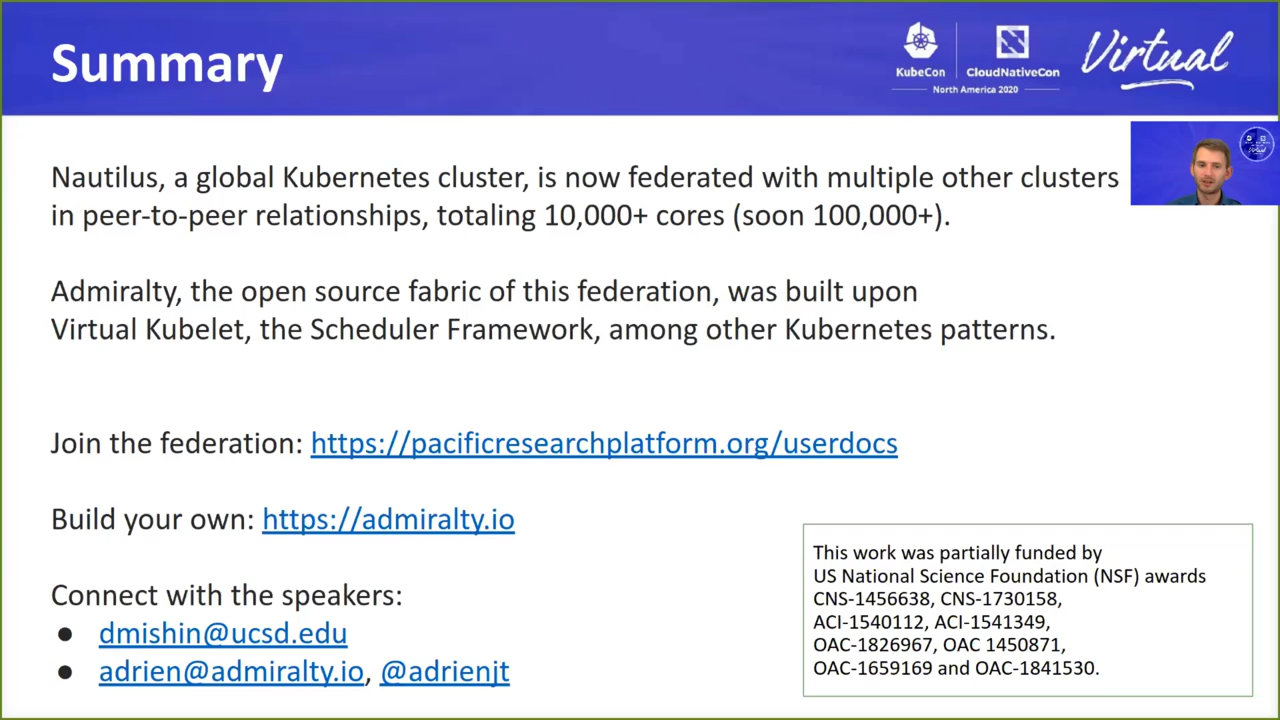 Summary
KubeCon
CloudNativeCon
North America 2020
Virtual
Nautilus, a global Kubernetes cluster, is now federated with multiple other clusters
in peer-to-peer relationships, totaling 10,000+ cores (soon 100,000+).
Admiralty, the open source fabric of this federation, was built upon
Virtual Kubelet, the Scheduler Framework, among other Kubernetes patterns.
Join the federation: https://pacificresearchplatform.org/userdocs
Build your own: https://admiralty.io
Connect with the speakers:
● dmishin@ucsd.edu
● adrien@admiralty.io, @adrienjt
This work was partially funded by
US National Science Foundation (NSF) awards
CNS-1456638, CNS-1730158,
ACI-1540112, ACI-1541349,
OAC-1826967, OAC 1450871,
OAC-1659169 and OAC-1841530.